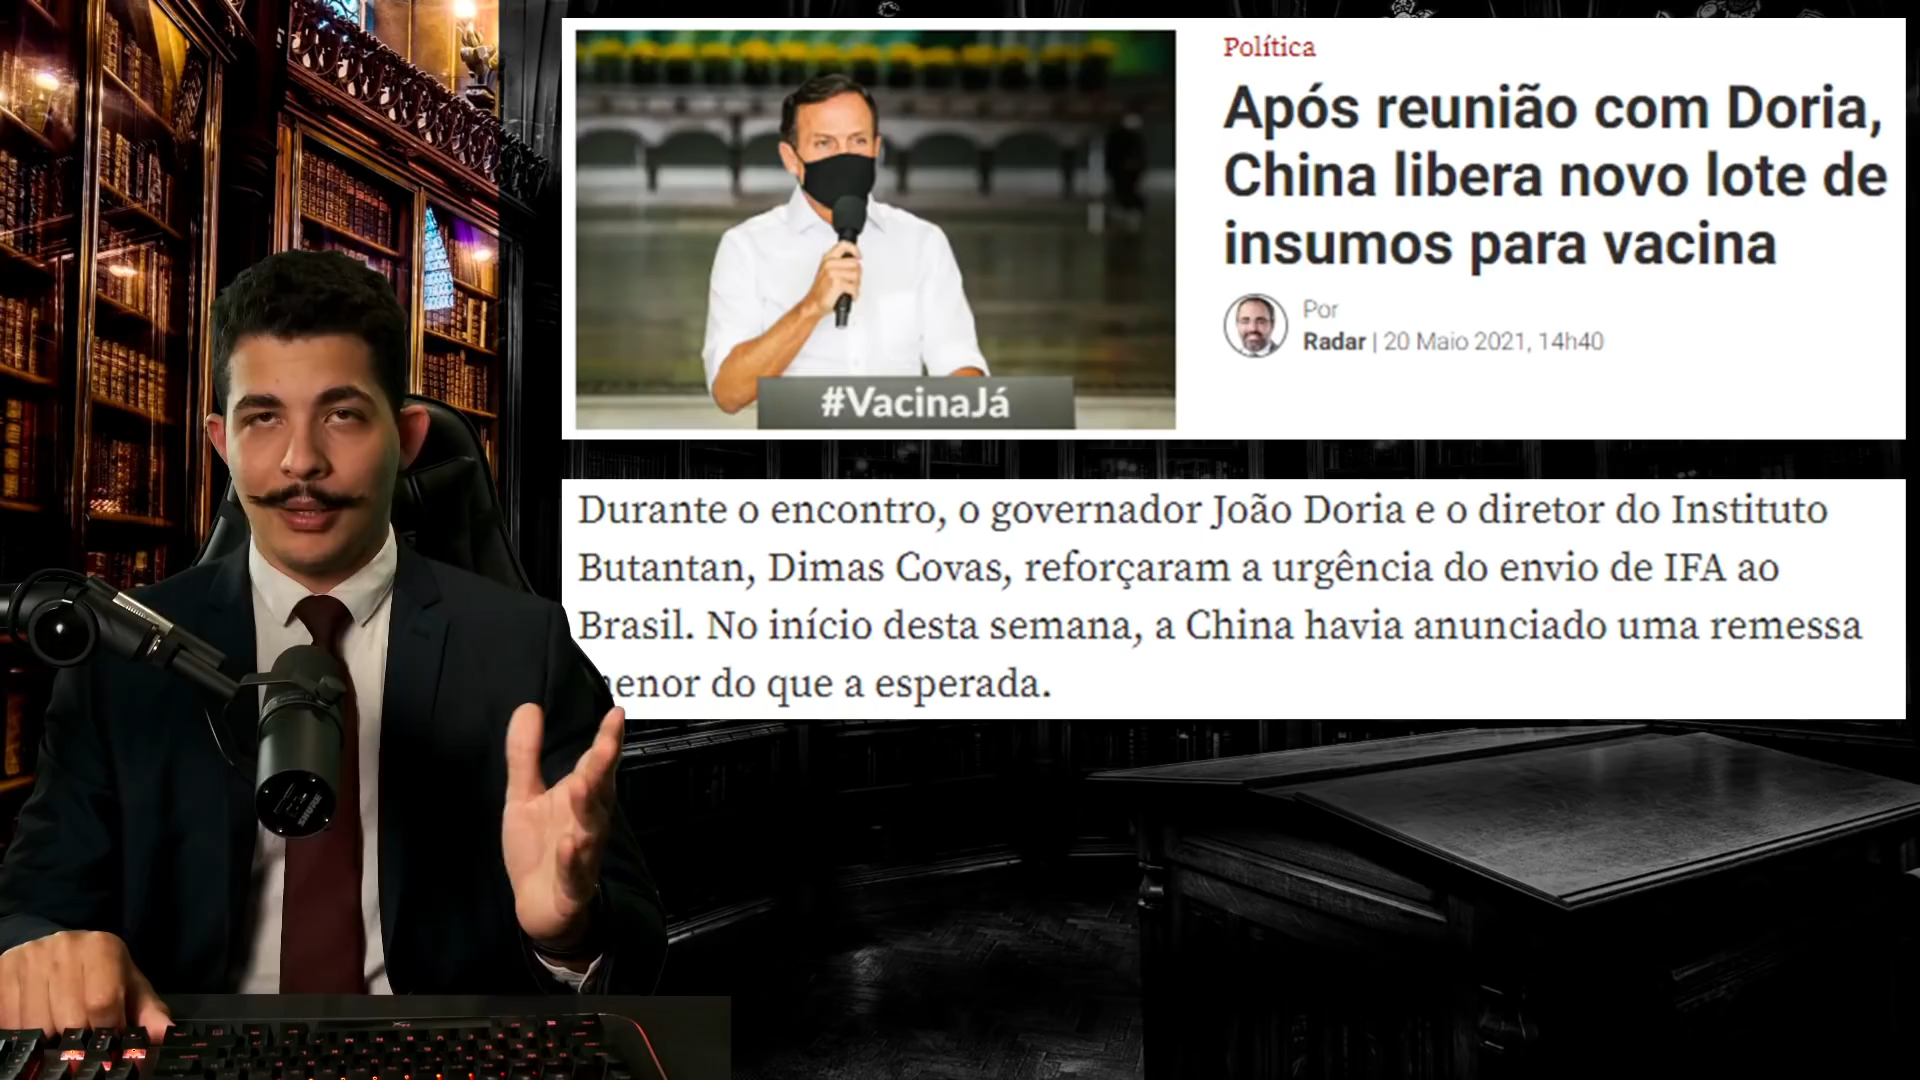 Política
Após reunião com Doria,
China libera novo lote de
insumos para vacina
Por
Radar | 20 Maio 2021, 14h40
#VacinaJá
Durante o encontro, o governador João Doria e o diretor do Instituto
Butantan, Dimas Covas, reforçaram a urgência do envio de IFA ao
Brasil. No início desta semana, a China havia anunciado uma remessa
enor do que a esperada.
SHURE